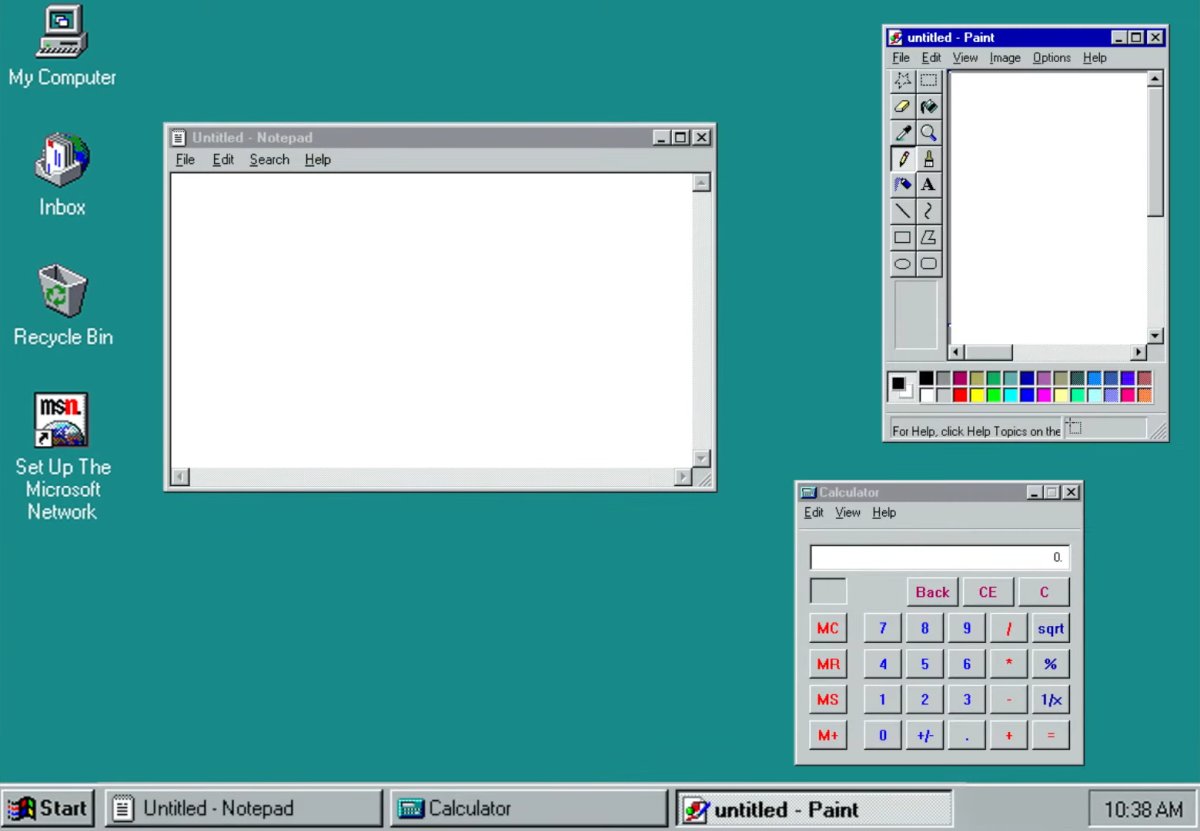 My Computer
Inbox
Recycle Bin
msn.
Set Up The
Microsoft
Network
Untitled - Notepad
File Edit Search Help
untitled - Paint
File Edit View Image Options Help
A
For Help, click Help Topics on the
Calculator
Edit View Help
0.
Back CE C
MC 7 8 9 / sqrt
MR 4 5 6 * %
MS 1 2 3 - 1/x
M+ 0 +/- . + =
Start Untitled - Notepad Calculator untitled - Paint 10:38 AM